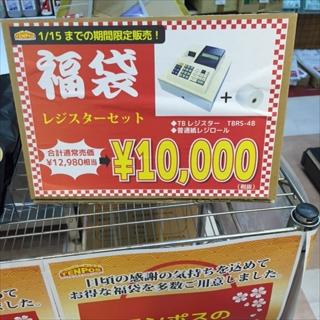 TENPOS
1/15までの期間限定販売！
福袋
レジスターセット
+
◆TBレジスター TBRS-48
◆普通紙レジロール
合計通常売価
¥12,980相当
¥10,000
(税抜)
TENPOS
日頃の感謝の気持ちを込めて
お得な福袋を多数ご用意しました
テンポスの